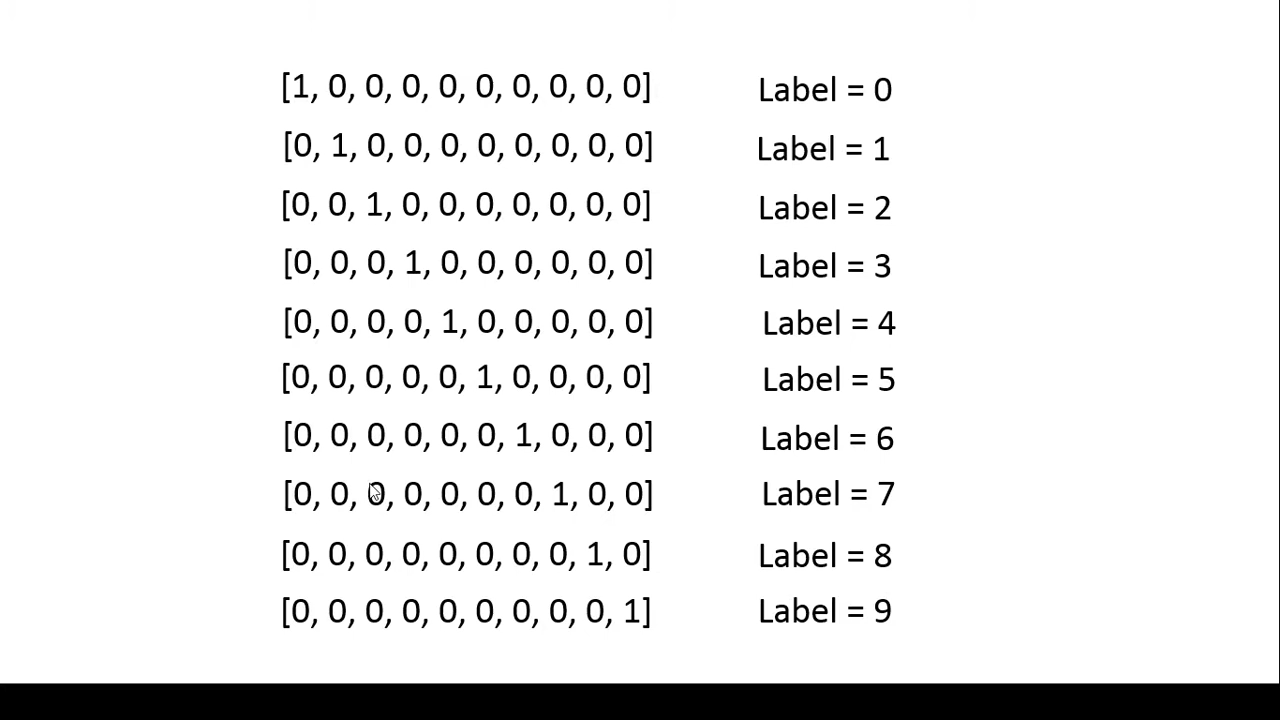 [1, 0, 0, 0, 0, 0, 0, 0, 0, 0] Label = 0
[0, 1, 0, 0, 0, 0, 0, 0, 0, 0] Label = 1
[0, 0, 1, 0, 0, 0, 0, 0, 0, 0] Label = 2
[0, 0, 0, 1, 0, 0, 0, 0, 0, 0] Label = 3
[0, 0, 0, 0, 1, 0, 0, 0, 0, 0] Label = 4
[0, 0, 0, 0, 0, 1, 0, 0, 0, 0] Label = 5
[0, 0, 0, 0, 0, 0, 1, 0, 0, 0] Label = 6
[0, 0, 0, 0, 0, 0, 0, 1, 0, 0] Label = 7
[0, 0, 0, 0, 0, 0, 0, 0, 1, 0] Label = 8
[0, 0, 0, 0, 0, 0, 0, 0, 0, 1] Label = 9